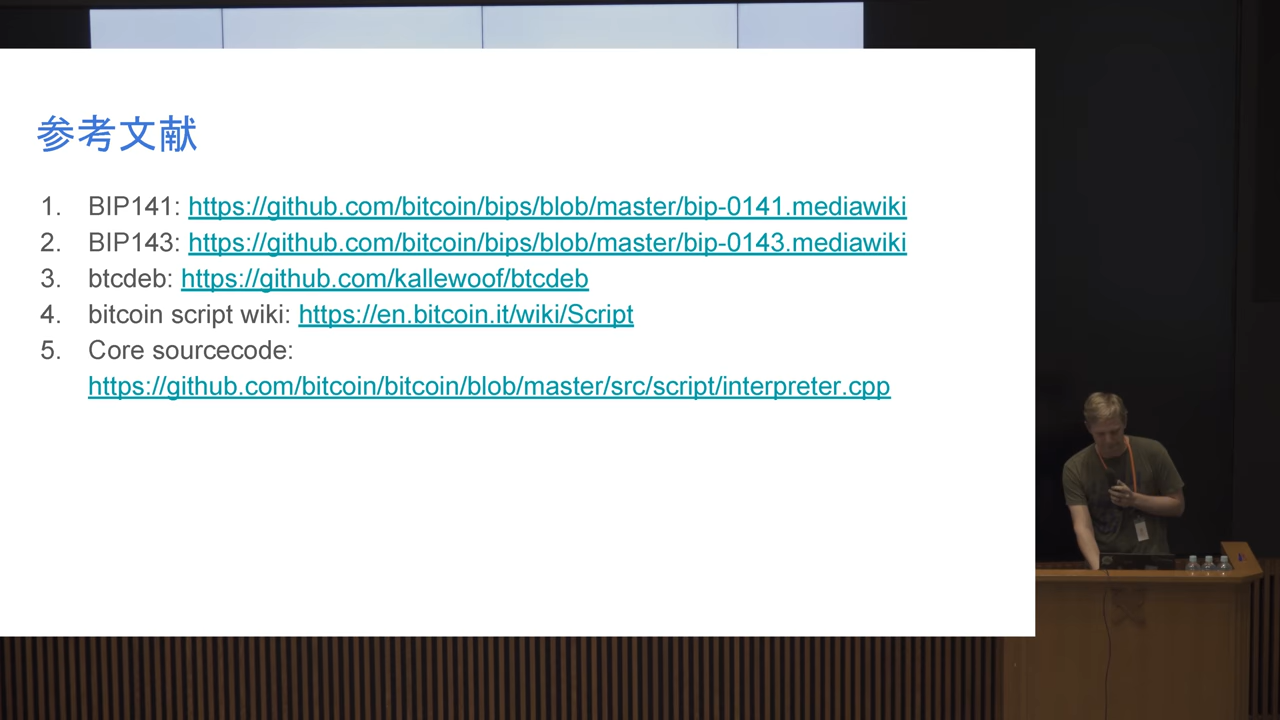 参考文献
1. BIP141: https://github.com/bitcoin/bips/blob/master/bip-0141.mediawiki
2. BIP143: https://github.com/bitcoin/bips/blob/master/bip-0143.mediawiki
3. btcdeb: https://github.com/kallewoof/btcdeb
4. bitcoin script wiki: https://en.bitcoin.it/wiki/Script
5. Core sourcecode:
https://github.com/bitcoin/bitcoin/blob/master/src/script/interpreter.cpp